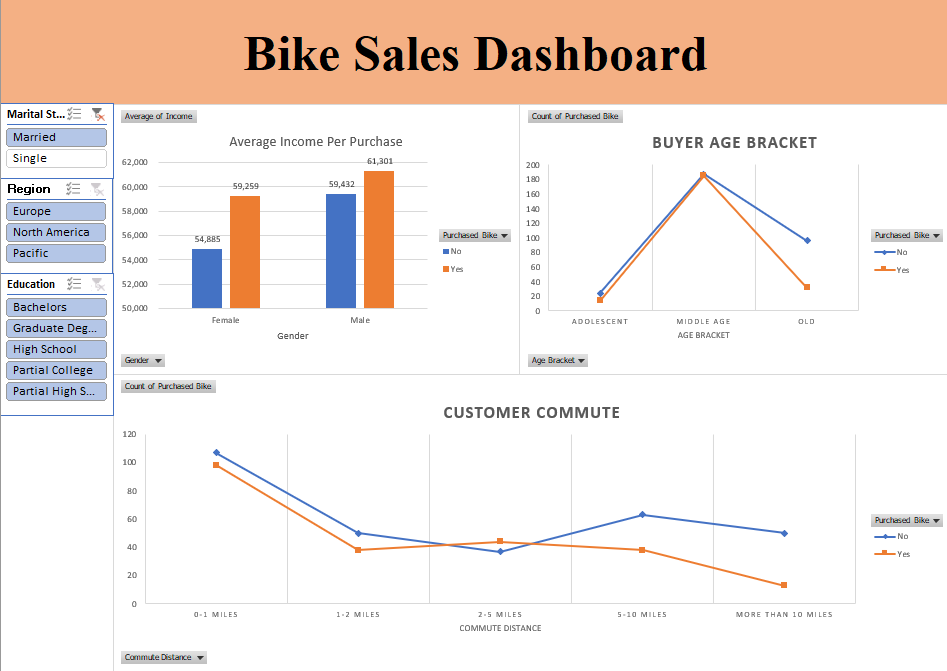 Bike Sales Dashboard
Marital St...
Married
Single
Region
Europe
North America
Pacific
Education
Bachelors
Graduate Deg...
High School
Partial College
Partial High S...
Average of Income
Average Income Per Purchase
62,000
60,000
58,000
56,000
54,000
52,000
50,000
54,885
59,259
59,432
61,301
Female
Male
Gender
Purchased Bike
No
Yes
Gender
Count of Purchased Bike
BUYER AGE BRACKET
200
180
160
140
120
100
80
60
40
20
0
ADOLESCENT
MIDDLE AGE
OLD
AGE BRACKET
Purchased Bike
No
Yes
Age Bracket
Count of Purchased Bike
CUSTOMER COMMUTE
120
100
80
60
40
20
0
0-1 MILES
1-2 MILES
2-5 MILES
5-10 MILES
MORE THAN 10 MILES
COMMUTE DISTANCE
Purchased Bike
No
Yes
Commute Distance